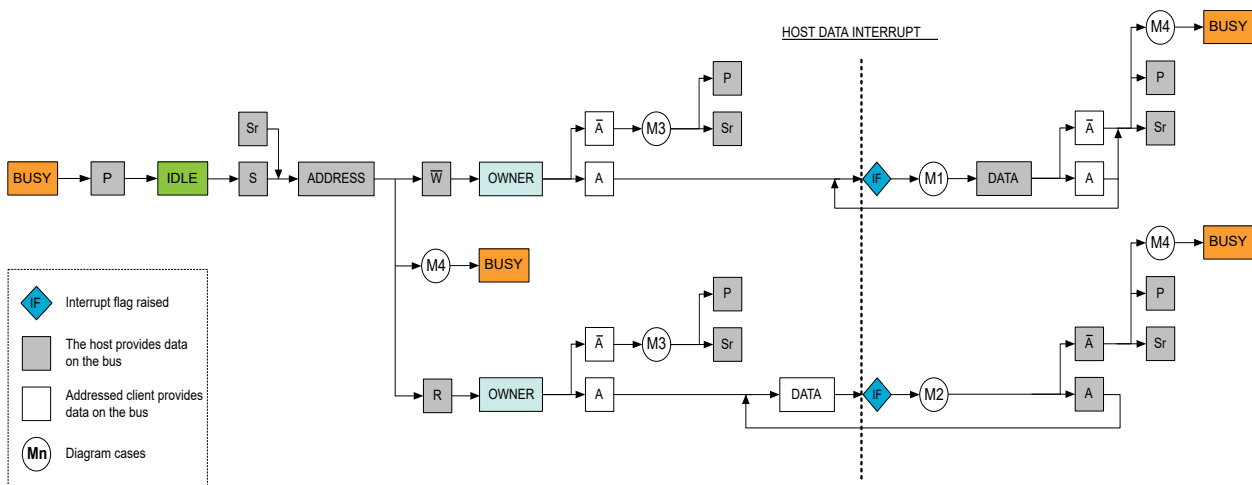 M4
BUSY
HOST DATA INTERRUPT
P
P
Sr
A̅
M3
Sr
A̅
Sr
BUSY
P
IDLE
S
ADDRESS
W̅
OWNER
A
IF
M1
DATA
A
M4
BUSY
M4
BUSY
P
P
IF
Interrupt flag raised
A̅
M3
Sr
A̅
Sr
The host provides data
on the bus
R
OWNER
A
DATA
IF
M2
A
Addressed client provides
data on the bus
Mn
Diagram cases